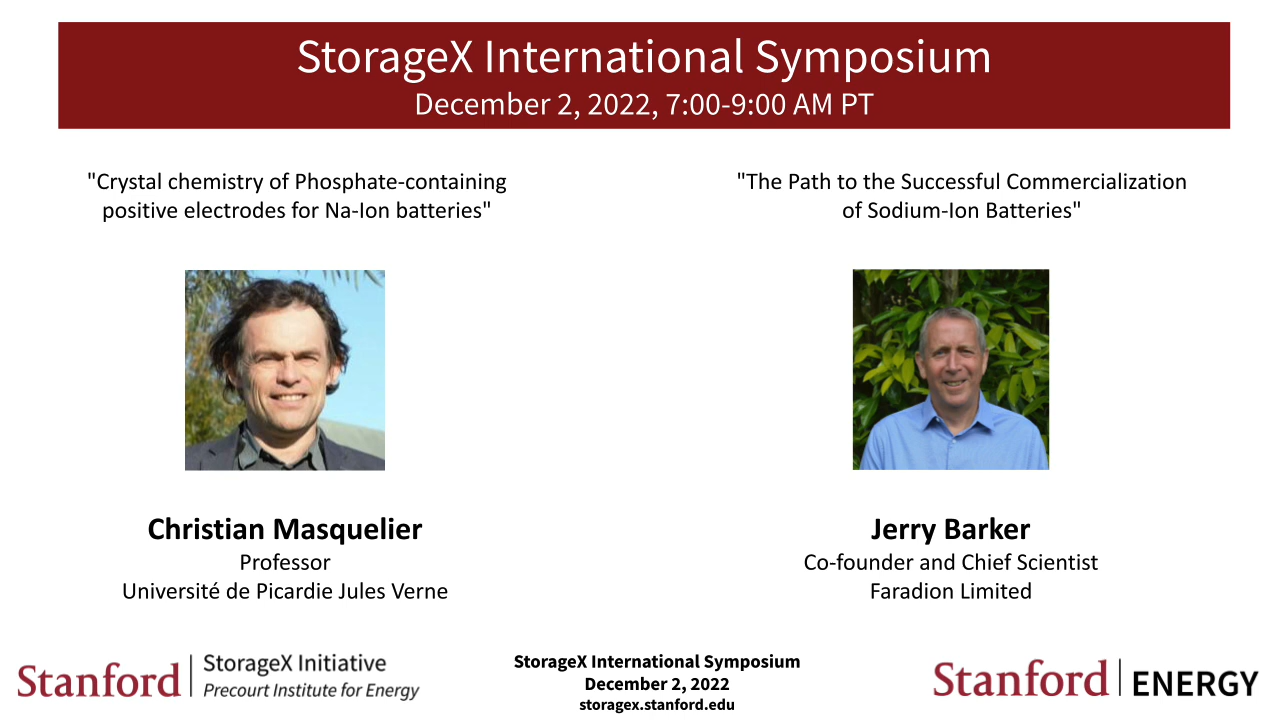 StorageX International Symposium
December 2, 2022, 7:00-9:00 AM PT
"Crystal chemistry of Phosphate-containing
positive electrodes for Na-Ion batteries"
"The Path to the Successful Commercialization
of Sodium-Ion Batteries"
Christian Masquelier
Professor
Université de Picardie Jules Verne
Jerry Barker
Co-founder and Chief Scientist
Faradion Limited
Stanford | StorageX Initiative
Precourt Institute for Energy
StorageX International Symposium
December 2, 2022
storagex.stanford.edu
Stanford | ENERGY